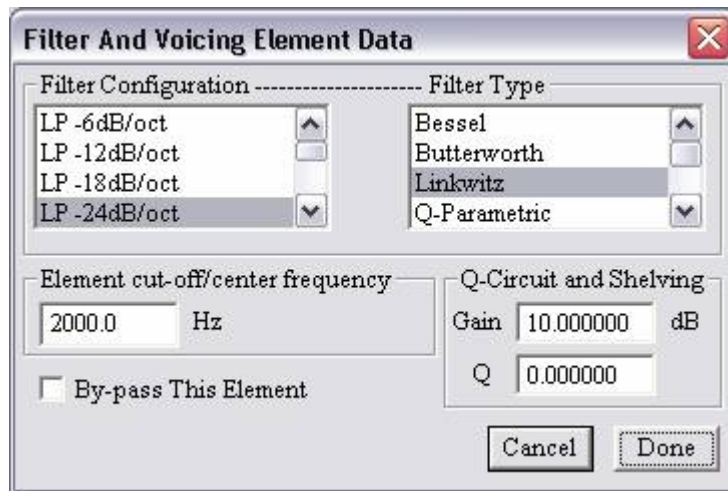 Filter And Voicing Element Data
Filter Configuration --------------------- Filter Type
LP -6dB/oct
LP -12dB/oct
LP -18dB/oct
LP -24dB/oct
Bessel
Butterworth
Linkwitz
Q-Parametric
Element cut-off/center frequency
2000.0 Hz
By-pass This Element
Q-Circuit and Shelving
Gain 10.000000 dB
Q 0.000000
Cancel Done